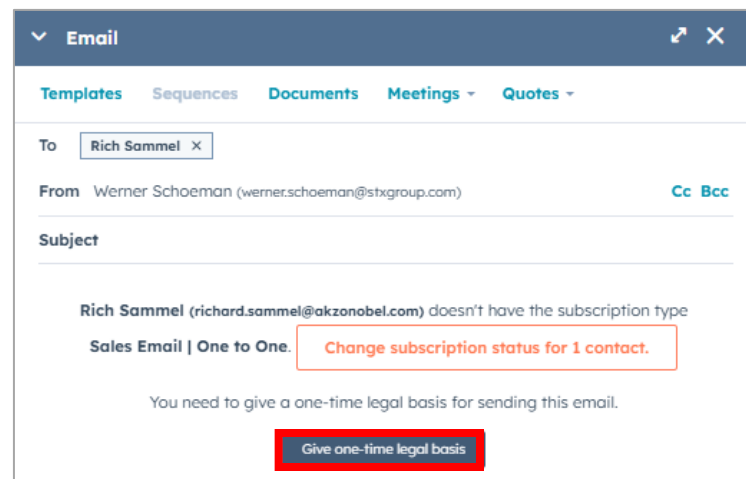 Email
Templates Sequences Documents Meetings Quotes
To Rich Sammel ×
From Werner Schoeman (werner.schoeman@stxgroup.com) Cc Bcc
Subject
Rich Sammel (richard.sammel@akzonobel.com) doesn't have the subscription type
Sales Email | One to One. Change subscription status for 1 contact.
You need to give a one-time legal basis for sending this email.
Give one-time legal basis